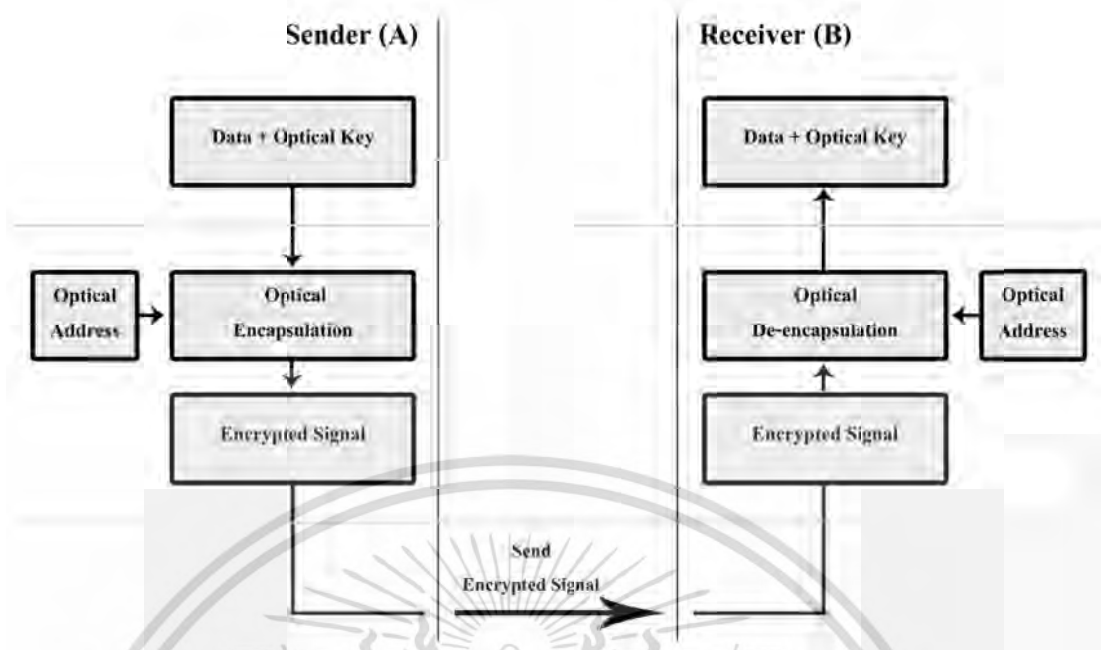 Sender (A)
Receiver (B)
Data + Optical Key
Data + Optical Key
Optical
Address
Optical
Encapsulation
Optical
De-encapsulation
Optical
Address
Encrypted Signal
Encrypted Signal
Send
Encrypted Signal